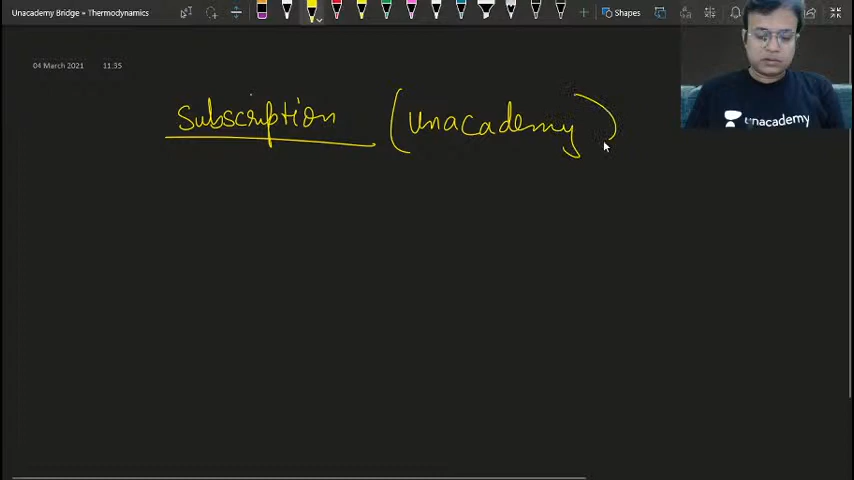 Unacademy Bridge » Thermodynamics
Shapes
04 March 2021 11:35
Subscription (Unacademy)
unacademy